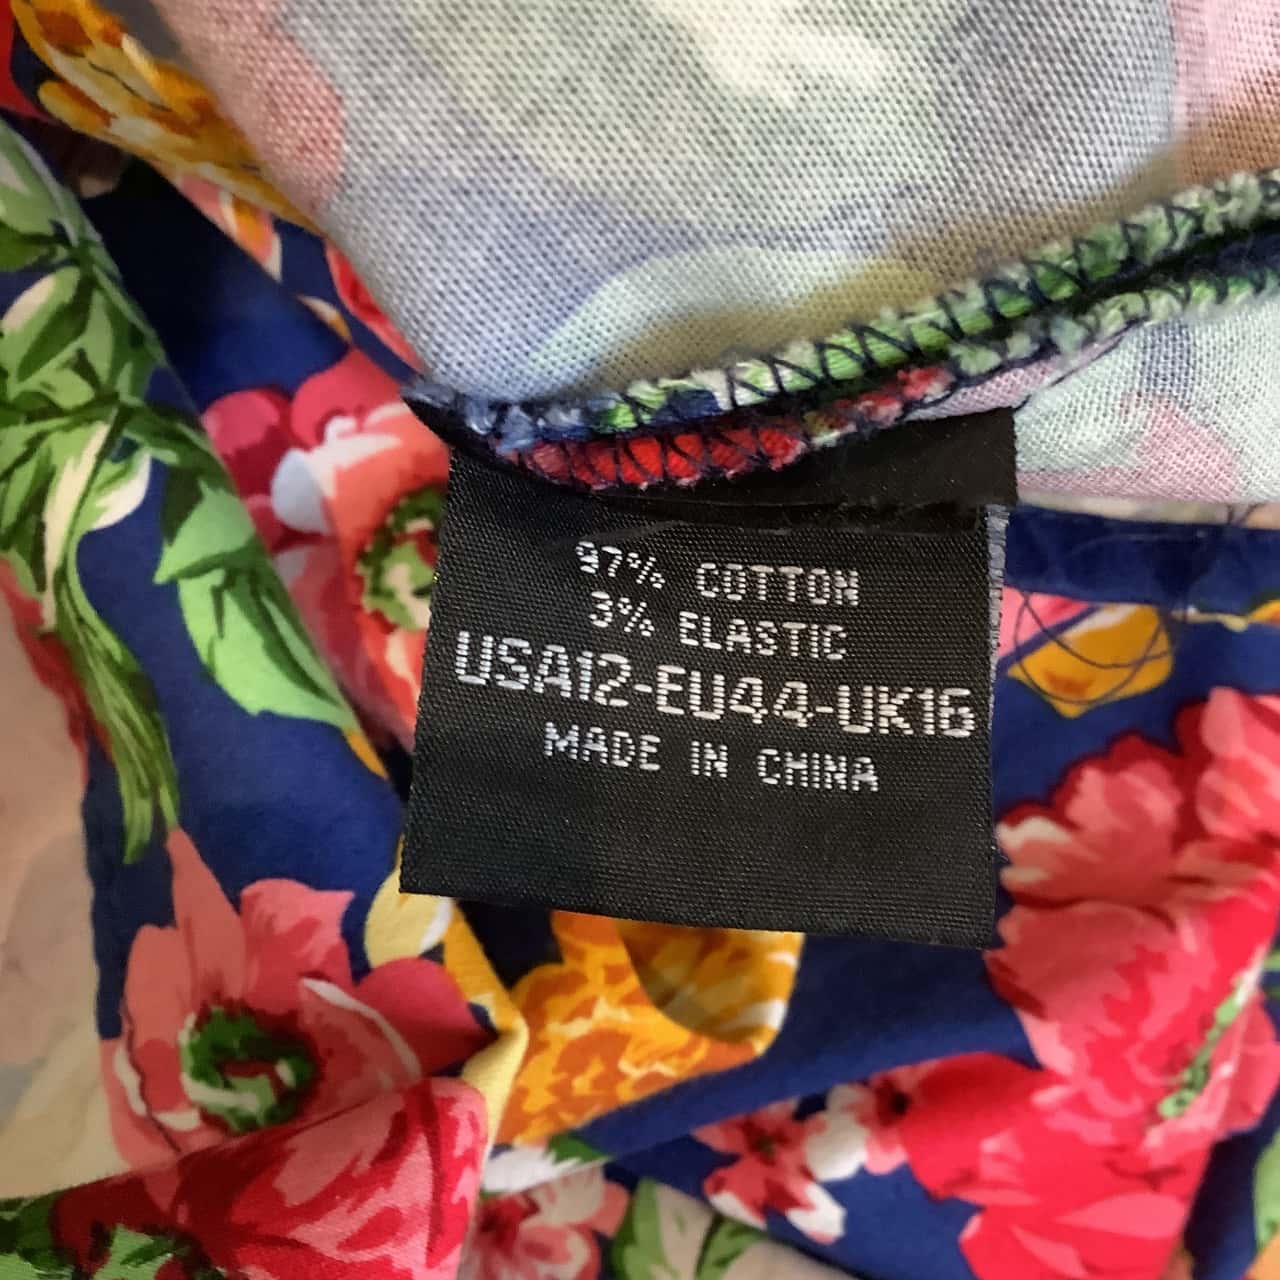 97% COTTON
3% ELASTIC
USA12-EU44-UK16
MADE IN CHINA